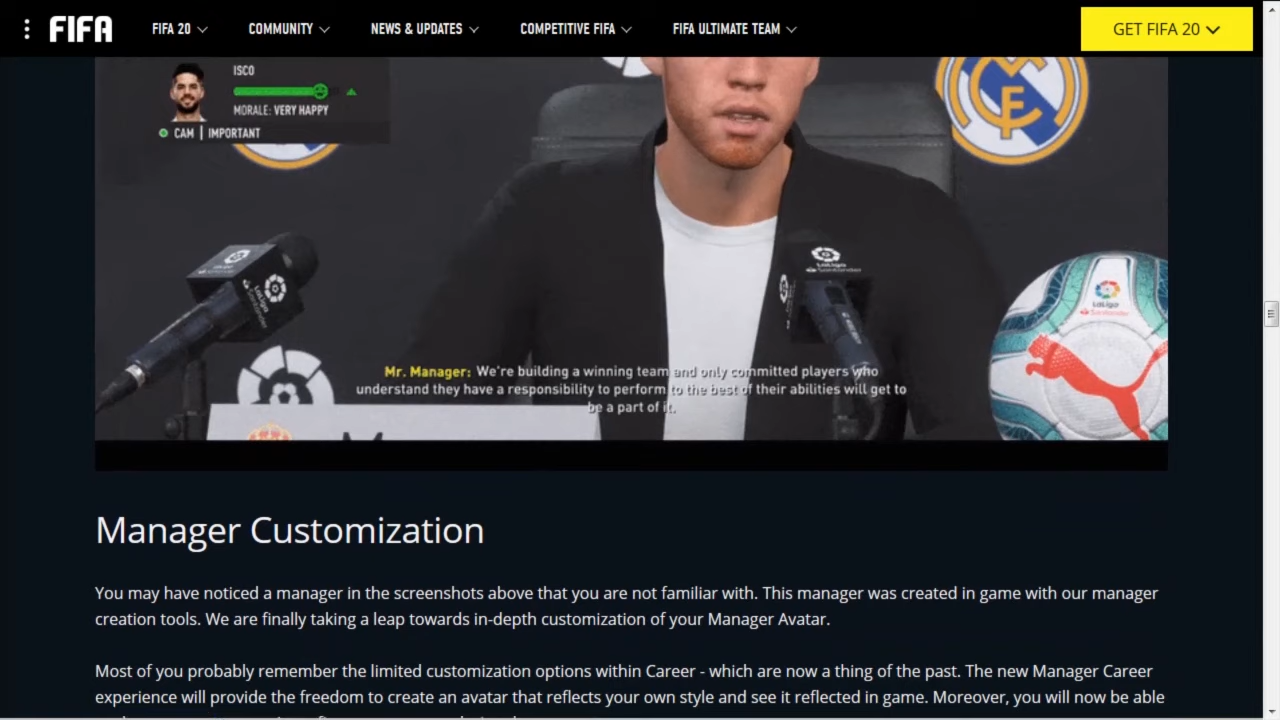 FIFA
FIFA 20
COMMUNITY
NEWS & UPDATES
COMPETITIVE FIFA
FIFA ULTIMATE TEAM
GET FIFA 20
ISCO
MORALE: VERY HAPPY
CAM | IMPORTANT
LaLiga
Santander
LaLiga
LaLiga
Santander
Mr. Manager: We're building a winning team and only committed players who
understand they have a responsibility to perform to the best of their abilities will get to
be a part of it.
Manager Customization
You may have noticed a manager in the screenshots above that you are not familiar with. This manager was created in game with our manager
creation tools. We are finally taking a leap towards in-depth customization of your Manager Avatar.
Most of you probably remember the limited customization options within Career - which are now a thing of the past. The new Manager Career
experience will provide the freedom to create an avatar that reflects your own style and see it reflected in game. Moreover, you will now be able